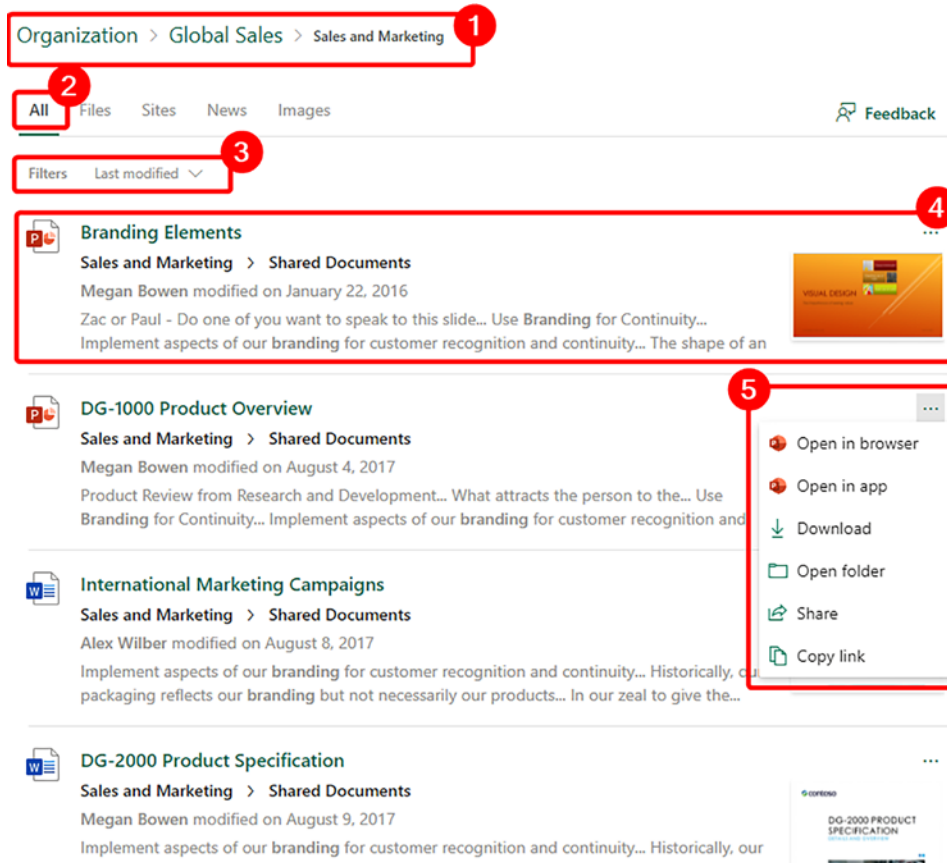 Organization > Global Sales > Sales and Marketing
1
2
All Files Sites News Images
Feedback
3
Filters Last modified
4
Branding Elements
...
Sales and Marketing > Shared Documents
Megan Bowen modified on January 22, 2016
Zac or Paul - Do one of you want to speak to this slide... Use Branding for Continuity...
Implement aspects of our branding for customer recognition and continuity... The shape of an
VISUAL DESIGN
5
DG-1000 Product Overview
...
Sales and Marketing > Shared Documents
Megan Bowen modified on August 4, 2017
Product Review from Research and Development... What attracts the person to the... Use
Branding for Continuity... Implement aspects of our branding for customer recognition and
Open in browser
Open in app
Download
Open folder
Share
Copy link
International Marketing Campaigns
Sales and Marketing > Shared Documents
Alex Wilber modified on August 8, 2017
Implement aspects of our branding for customer recognition and continuity... Historically, our
packaging reflects our branding but not necessarily our products... In our zeal to give the...
DG-2000 Product Specification
...
Sales and Marketing > Shared Documents
Megan Bowen modified on August 9, 2017
Implement aspects of our branding for customer recognition and continuity... Historically, our
contoso
DG-2000 PRODUCT
SPECIFICATION